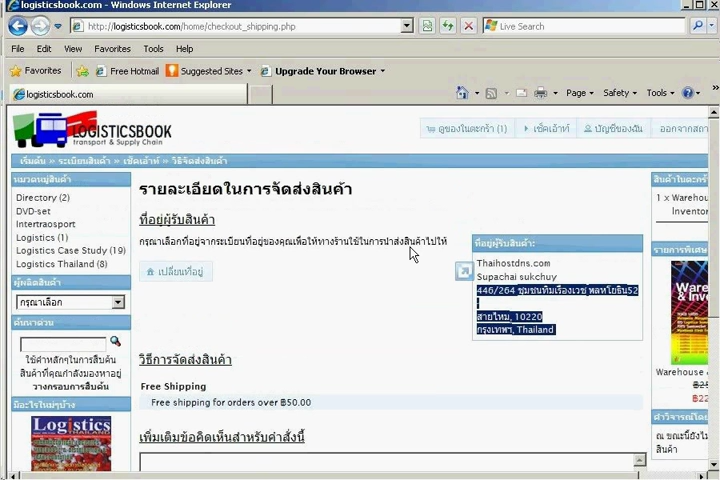 logisticsbook.com - Windows Internet Explorer
http://logisticsbook.com/home/checkout_shipping.php
Live Search
File Edit View Favorites Tools Help
Favorites Free Hotmail Suggested Sites Upgrade Your Browser
logisticsbook.com
Page Safety Tools
LOGISTICSBOOK
transport & Supply Chain
ดูของในตะกร้า (1) เช็คเอ้าท์ บัญชีของฉัน ออกจากสถา
เริ่มต้น » ระเบียนสินค้า » เช็คเอ้าท์ » วิธีจัดส่งสินค้า
หมวดหมู่สินค้า
Directory (2)
DVD-set
Intertraosport
Logistics (1)
Logistics Case Study (19)
Logistics Thailand (8)
ผู้ผลิตสินค้า
กรุณาเลือก
ค้นหาด่วน
ใช้คำหลักๆในการสืบค้น
สินค้าที่คุณกำลังมองหาอยู่
วางกรอบการสืบค้น
มีอะไรใหม่ๆบ้าง
Logistics
THAILAND
รายละเอียดในการจัดส่งสินค้า
ที่อยู่ผู้รับสินค้า
กรุณาเลือกที่อยู่จากระเบียนที่อยู่ของคุณเพื่อให้ทางร้านใช้ในการนำส่งสินค้าไปให้
เปลี่ยนที่อยู่
ที่อยู่ผู้รับสินค้า:
Thaihostdns.com
Supachai sukchuy
446/264 ชุมชนทิมเรืองเวช พหลโยธิน52
,
สายไหม, 10220
กรุงเทพฯ, Thailand
วิธีการจัดส่งสินค้า
Free Shipping
Free shipping for orders over ฿50.00
เพิ่มเติมข้อคิดเห็นสำหรับคำสั่งนี้
สินค้าในตะกร้
1 x Warehou
Inventor
รายการพิเศษ
Wareh
& Inve
Warehouse &
฿25
฿22
คำวิจารณ์โดย
ณ ขณะนี้ยังไม่
สินค้า